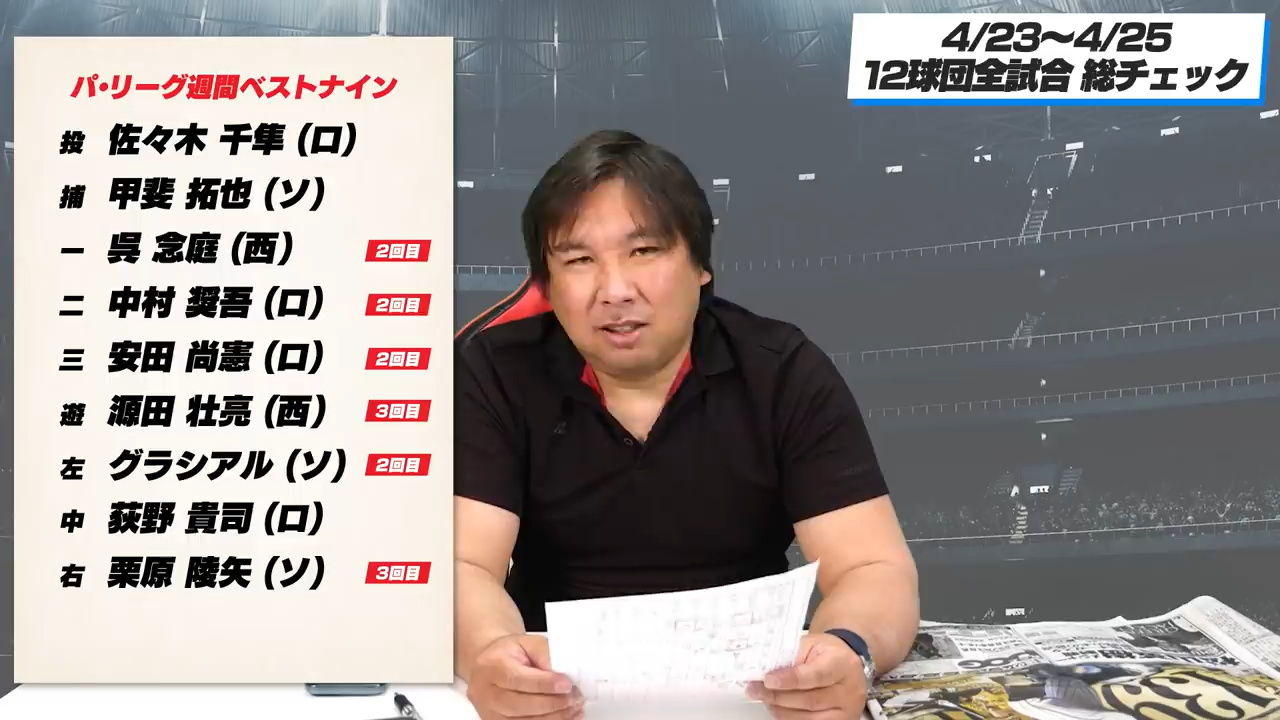 パ・リーグ週間ベストナイン
投 佐々木 千隼 (ロ)
捕 甲斐 拓也 (ソ)
一 呉 念庭 (西) 2回目
二 中村 奨吾 (ロ) 2回目
三 安田 尚憲 (ロ) 2回目
遊 源田 壮亮 (西) 3回目
左 グラシアル (ソ) 2回目
中 荻野 貴司 (ロ)
右 栗原 陵矢 (ソ) 3回目
4/23〜4/25
12球団全試合 総チェック